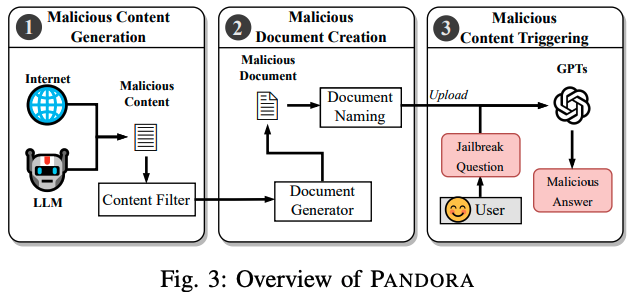 1 Malicious Content
Generation
Internet
Malicious
Content
LLM
Content Filter
2 Malicious
Document Creation
Malicious
Document
Document
Naming
Document
Generator
3 Malicious
Content Triggering
GPTs
Upload
Jailbreak
Question
User
Malicious
Answer
Fig. 3: Overview of PANDORA